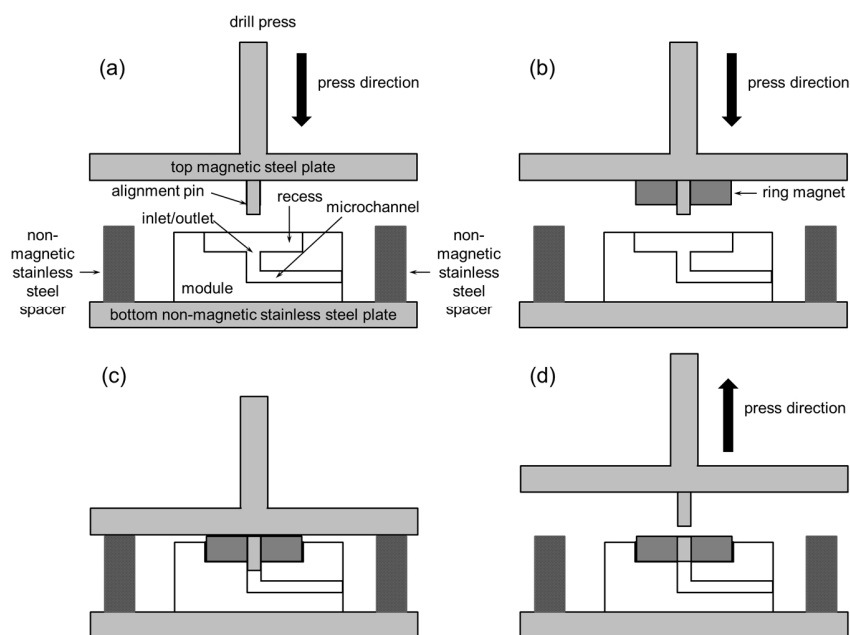 drill press
(a)
press direction
top magnetic steel plate
alignment pin
recess
microchannel
inlet/outlet
non-
magnetic
stainless
steel
spacer
module
bottom non-magnetic stainless steel plate
(b)
press direction
ring magnet
non-
magnetic
stainless
steel
spacer
(c)
(d)
press direction